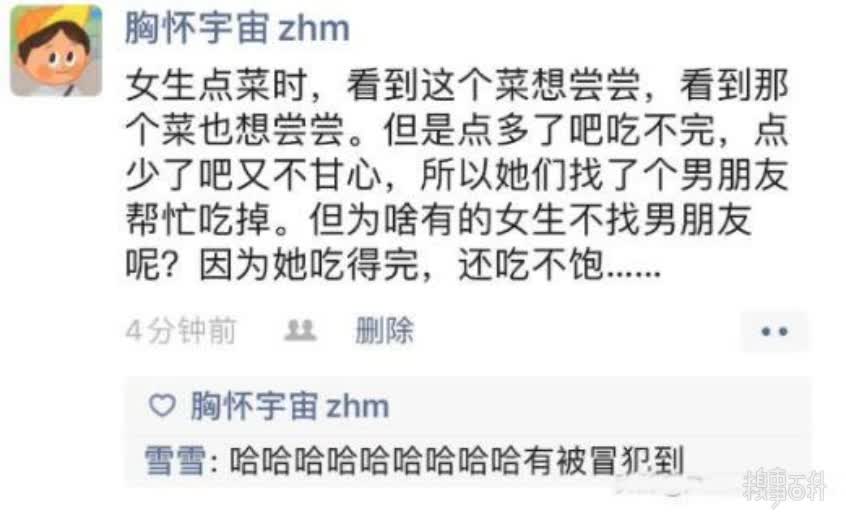 胸怀宇宙 zhm
女生点菜时，看到这个菜想尝尝，看到那
个菜也想尝尝。但是点多了吧吃不完，点
少了吧又不甘心，所以她们找了个男朋友
帮忙吃掉。但为啥有的女生不找男朋友
呢？因为她吃得完，还吃不饱......
4分钟前 删除
胸怀宇宙 zhm
雪雪: 哈哈哈哈哈哈哈哈哈有被冒犯到
糗事百科